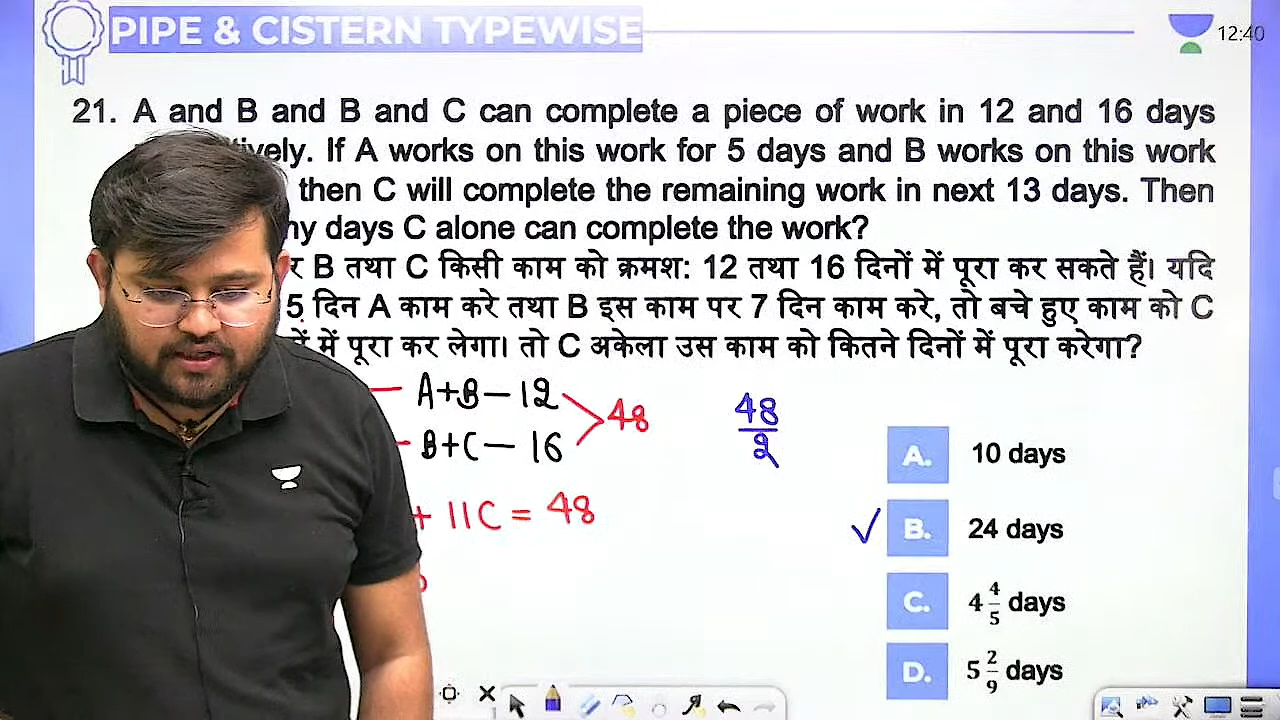 PIPE & CISTERN TYPEWISE
12:40
21. A and B and B and C can complete a piece of work in 12 and 16 days
If A works on this work for 5 days and B works on this work
then C will complete the remaining work in next 13 days. Then
days C alone can complete the work?
B तथा C किसी काम को क्रमश: 12 तथा 16 दिनों में पूरा कर सकते हैं। यदि
5 दिन A काम करे तथा B इस काम पर 7 दिन काम करे, तो बचे हुए काम को C
में पूरा कर लेगा। तो C अकेला उस काम को कितने दिनों में पूरा करेगा?
A+B-12
48
B+C-16
+ 11C = 48
48/2
A. 10 days
✓ B. 24 days
C. 4 4/5 days
D. 5 2/9 days